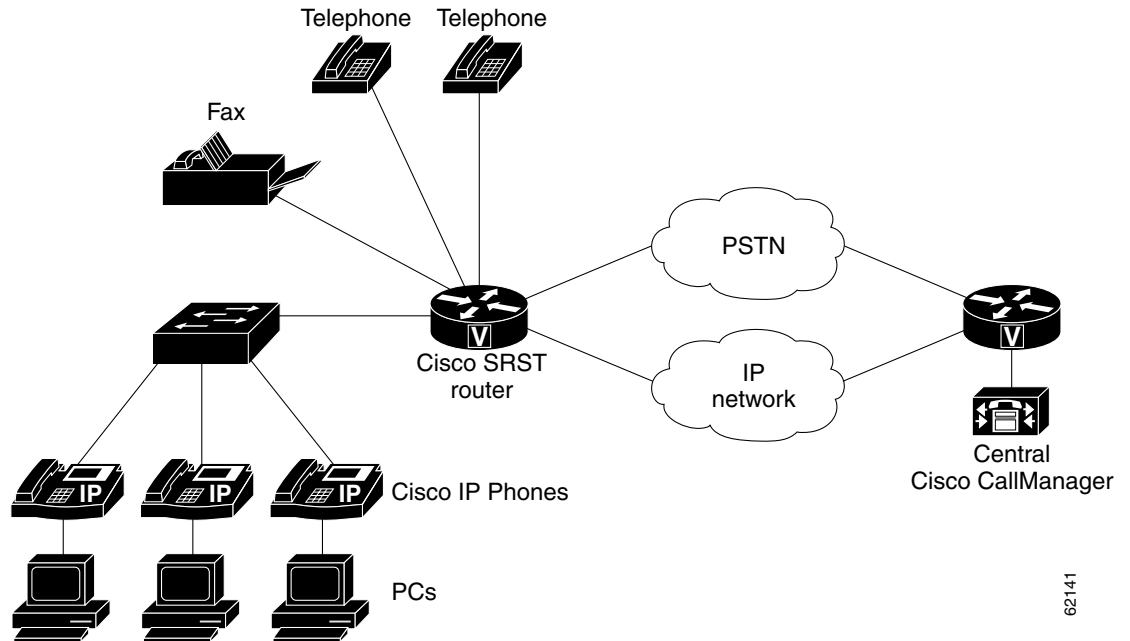 Telephone
Telephone
Fax
PSTN
V
Cisco SRST
router
IP
network
V
Central
Cisco CallManager
IP
IP
IP
Cisco IP Phones
PCs
62141